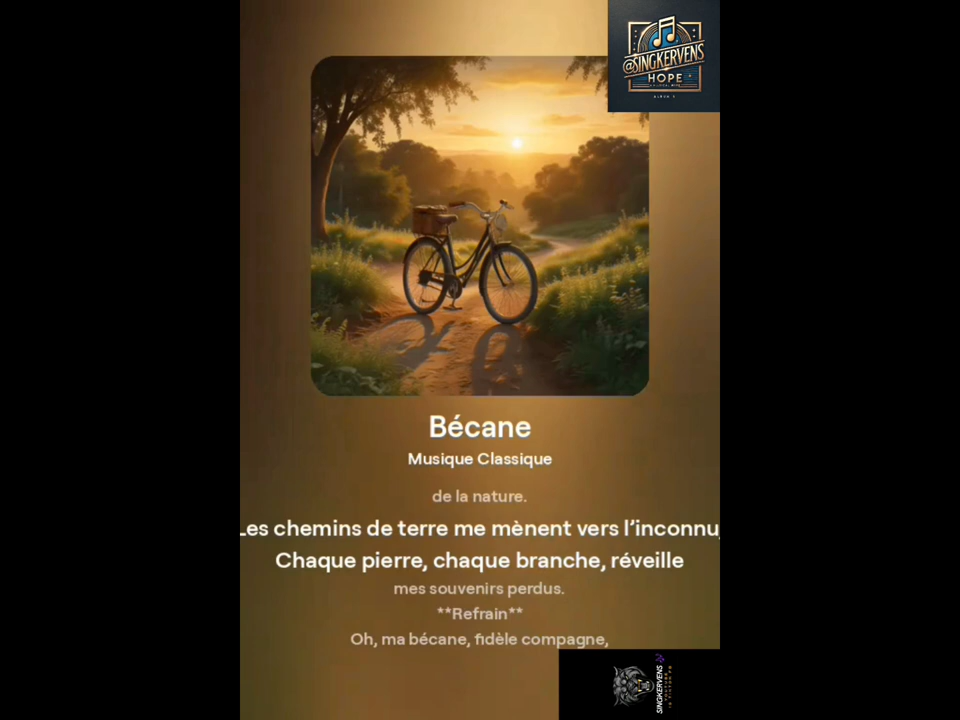 @SINGKERVENS
HOPE
Bécane
Musique Classique
de la nature.
Les chemins de terre me mènent vers l’inconnu,
Chaque pierre, chaque branche, réveille
mes souvenirs perdus.
**Refrain**
Oh, ma bécane, fidèle compagne,
SINGKERVENS